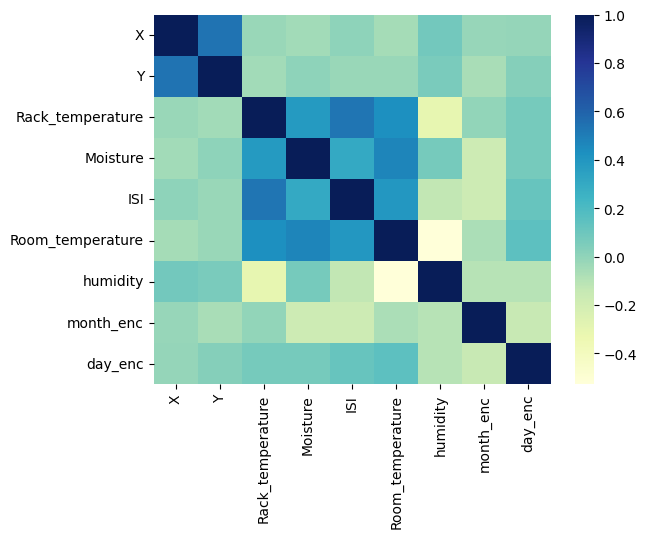 X
Y
Rack_temperature
Moisture
ISI
Room_temperature
humidity
month_enc
day_enc
X
Y
Rack_temperature
Moisture
ISI
Room_temperature
humidity
month_enc
day_enc
1.0
0.8
0.6
0.4
0.2
0.0
−0.2
−0.4